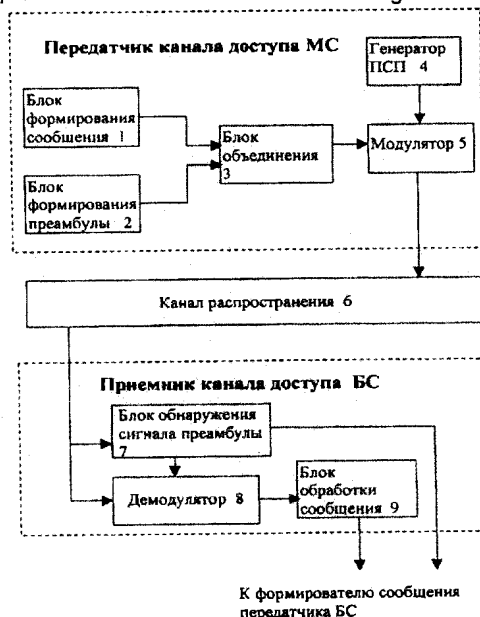 Передатчик канала доступа МС
Генератор
ПСП 4
Блок
формирования
сообщения 1
Блок
объединения
3
Модулятор 5
Блок
формирования
преамбулы 2
Канал распространения 6
Приемник канала доступа БС
Блок обнаружения
сигнала преамбулы
7
Демодулятор 8
Блок
обработки
сообщения 9
К формирователю сообщения
передатчика БС